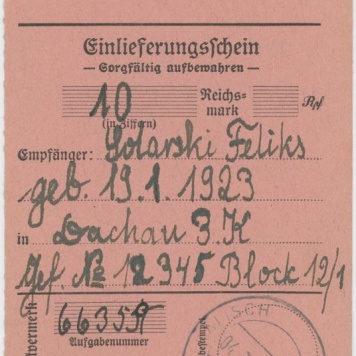 Einlieferungsschein
— Sorgfältig aufbewahren —
10 Reichs-
mark Rpf
(in Ziffern)
Empfänger: Golarski Feliks
geb. 19.1.1923
in Dachau 3.K
Gef. № 12345 Block 12/1
66359
Aufgabenummer